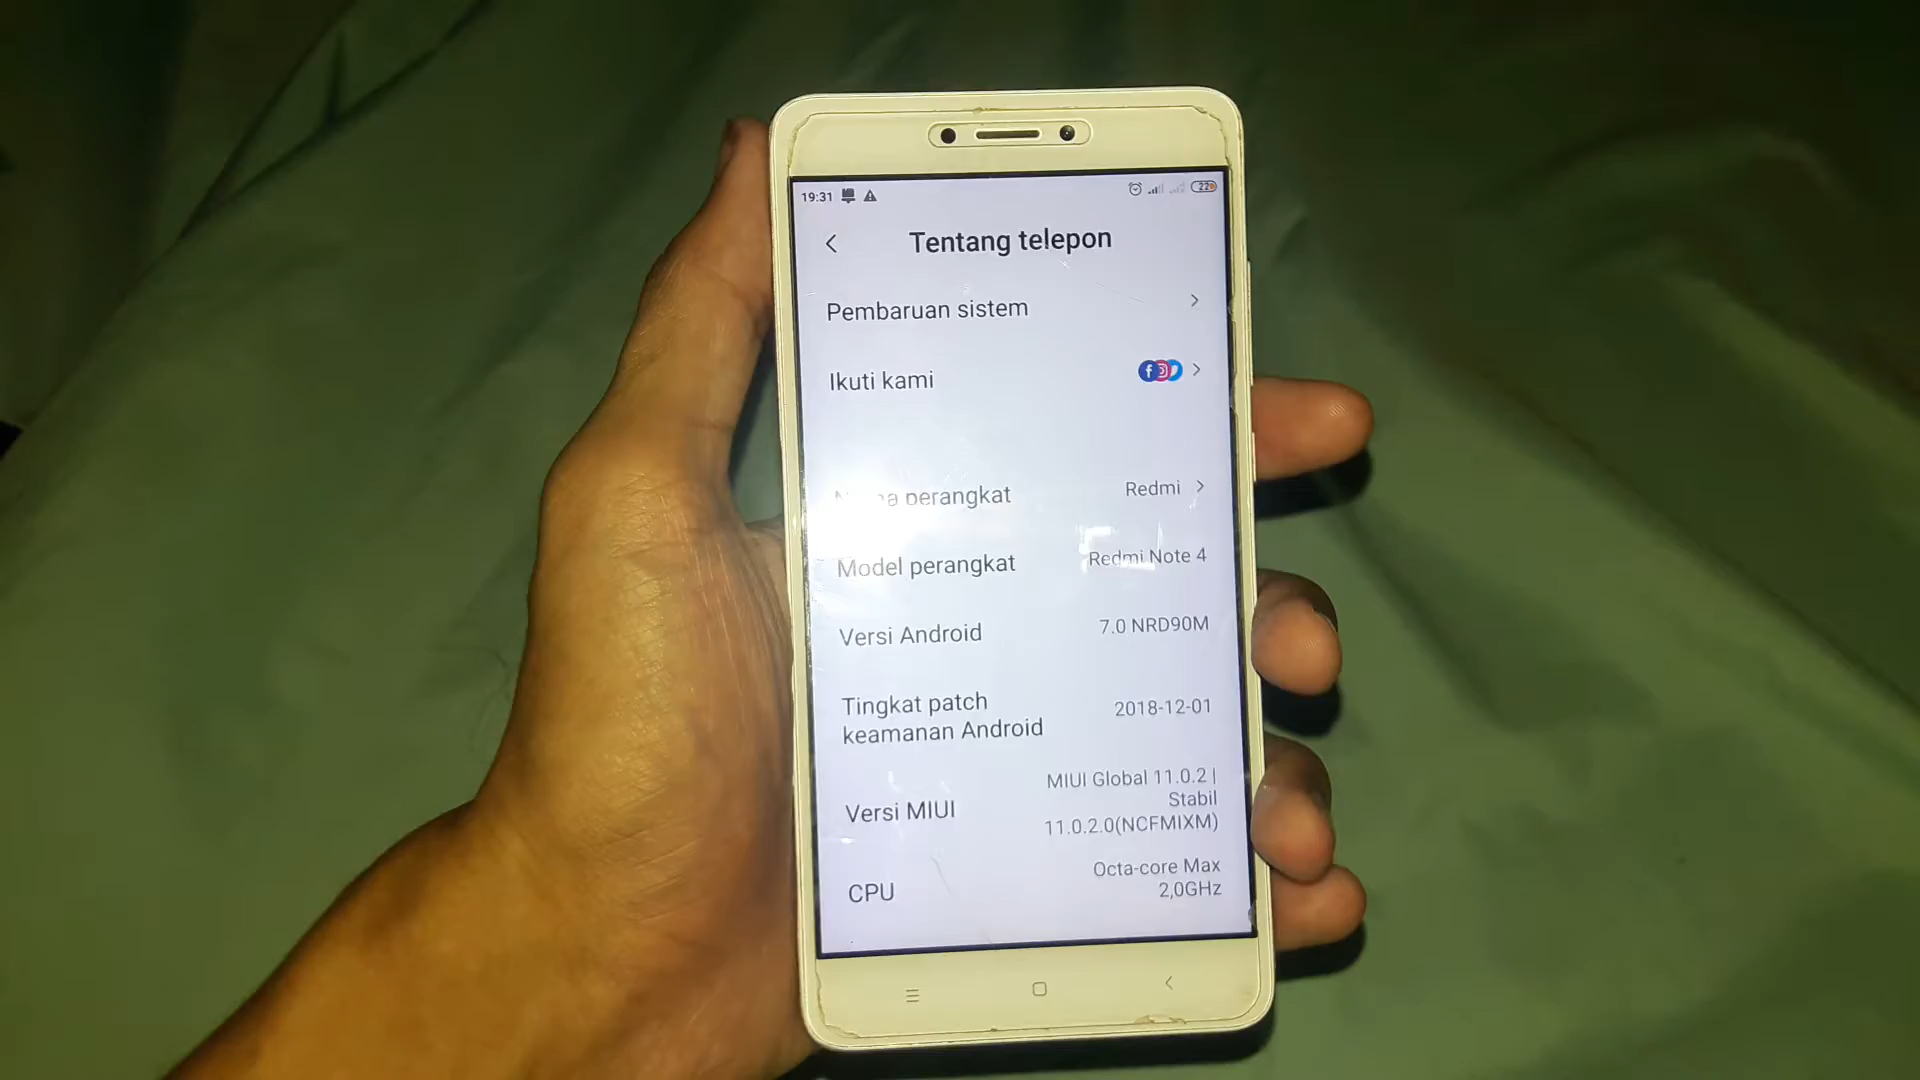 19:31
22
Tentang telepon
Pembaruan sistem
Ikuti kami
perangkat Redmi
Model perangkat Redmi Note 4
Versi Android 7.0 NRD90M
Tingkat patch
keamanan Android 2018-12-01
Versi MIUI MIUI Global 11.0.2 |
Stabil
11.0.2.0(NCFMIXM)
CPU Octa-core Max
2,0GHz